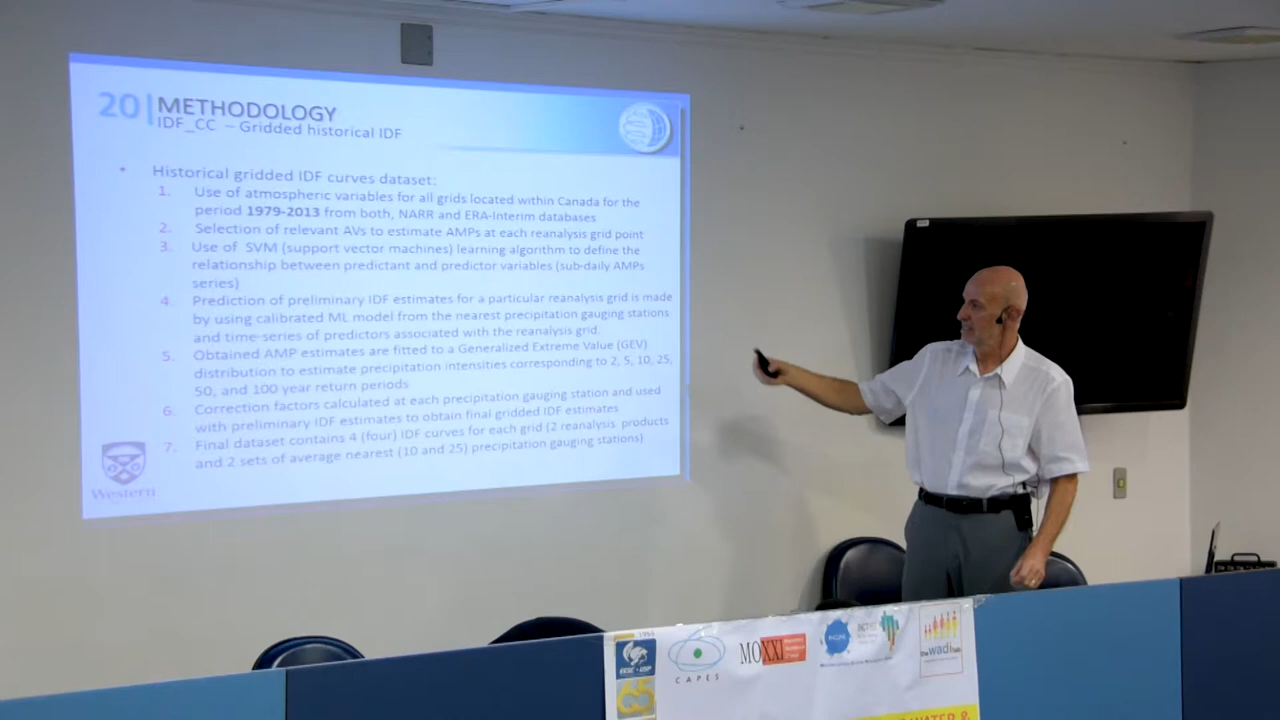 20
METHODOLOGY
IDF_CC – Gridded historical IDF
• Historical gridded IDF curves dataset:
1. Use of atmospheric variables for all grids located within Canada for the
period 1979-2013 from both, NARR and ERA-Interim databases
2. Selection of relevant AVs to estimate AMPs at each reanalysis grid point
3. Use of SVM (support vector machines) learning algorithm to define the
relationship between predictant and predictor variables (sub-daily AMPs
series)
4. Prediction of preliminary IDF estimates for a particular reanalysis grid is made
by using calibrated ML model from the nearest precipitation gauging stations
and time-series of predictors associated with the reanalysis grid.
5. Obtained AMP estimates are fitted to a Generalized Extreme Value (GEV)
distribution to estimate precipitation intensities corresponding to 2, 5, 10, 25,
50, and 100 year return periods
6. Correction factors calculated at each precipitation gauging station and used
with preliminary IDF estimates to obtain final gridded IDF estimates
7. Final dataset contains 4 (four) IDF curves for each grid (2 reanalysis products
and 2 sets of average nearest (10 and 25) precipitation gauging stations)
Western
EESC • USP
65
CAPES
MOXXI
the wadi lab
WATER &